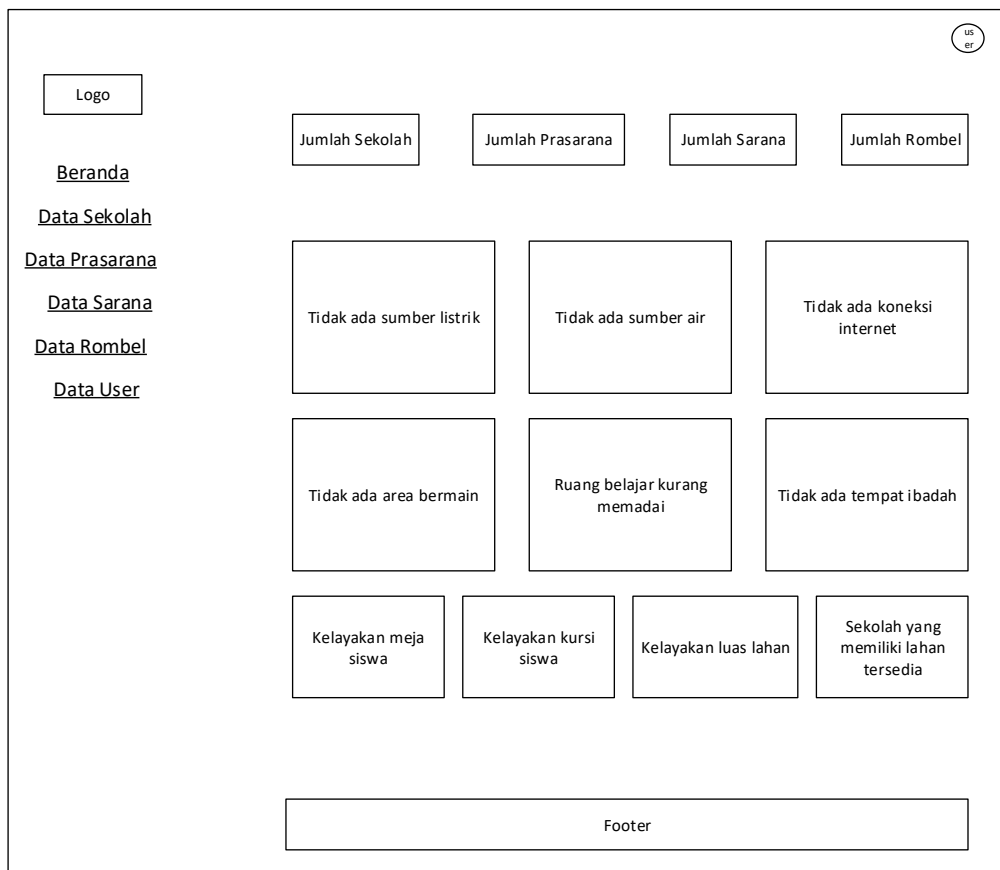 us
er
Logo
Beranda
Data Sekolah
Data Prasarana
Data Sarana
Data Rombel
Data User
Jumlah Sekolah
Jumlah Prasarana
Jumlah Sarana
Jumlah Rombel
Tidak ada sumber listrik
Tidak ada sumber air
Tidak ada koneksi
internet
Tidak ada area bermain
Ruang belajar kurang
memadai
Tidak ada tempat ibadah
Kelayakan meja
siswa
Kelayakan kursi
siswa
Kelayakan luas lahan
Sekolah yang
memiliki lahan
tersedia
Footer